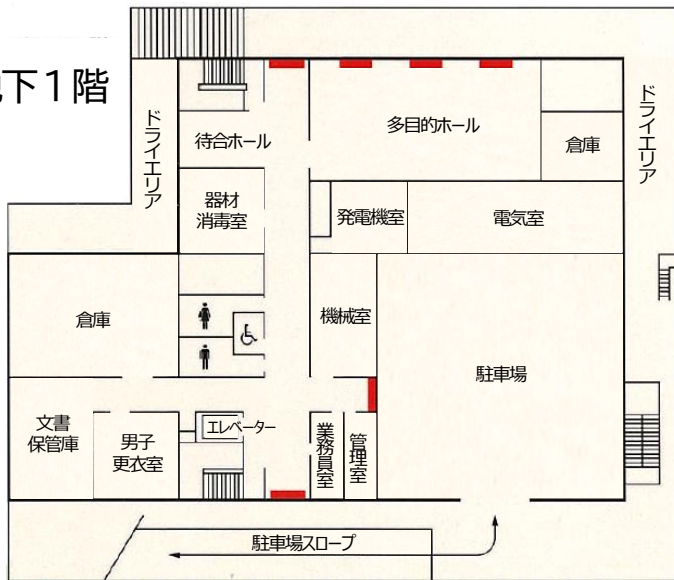 下1階
ドライエリア
待合ホール
多目的ホール
倉庫
ドライエリア
器材
消毒室
発電機室
電気室
倉庫
機械室
駐車場
文書
保管庫
男子
更衣室
エレベーター
業務員室
管理室
駐車場スロープ